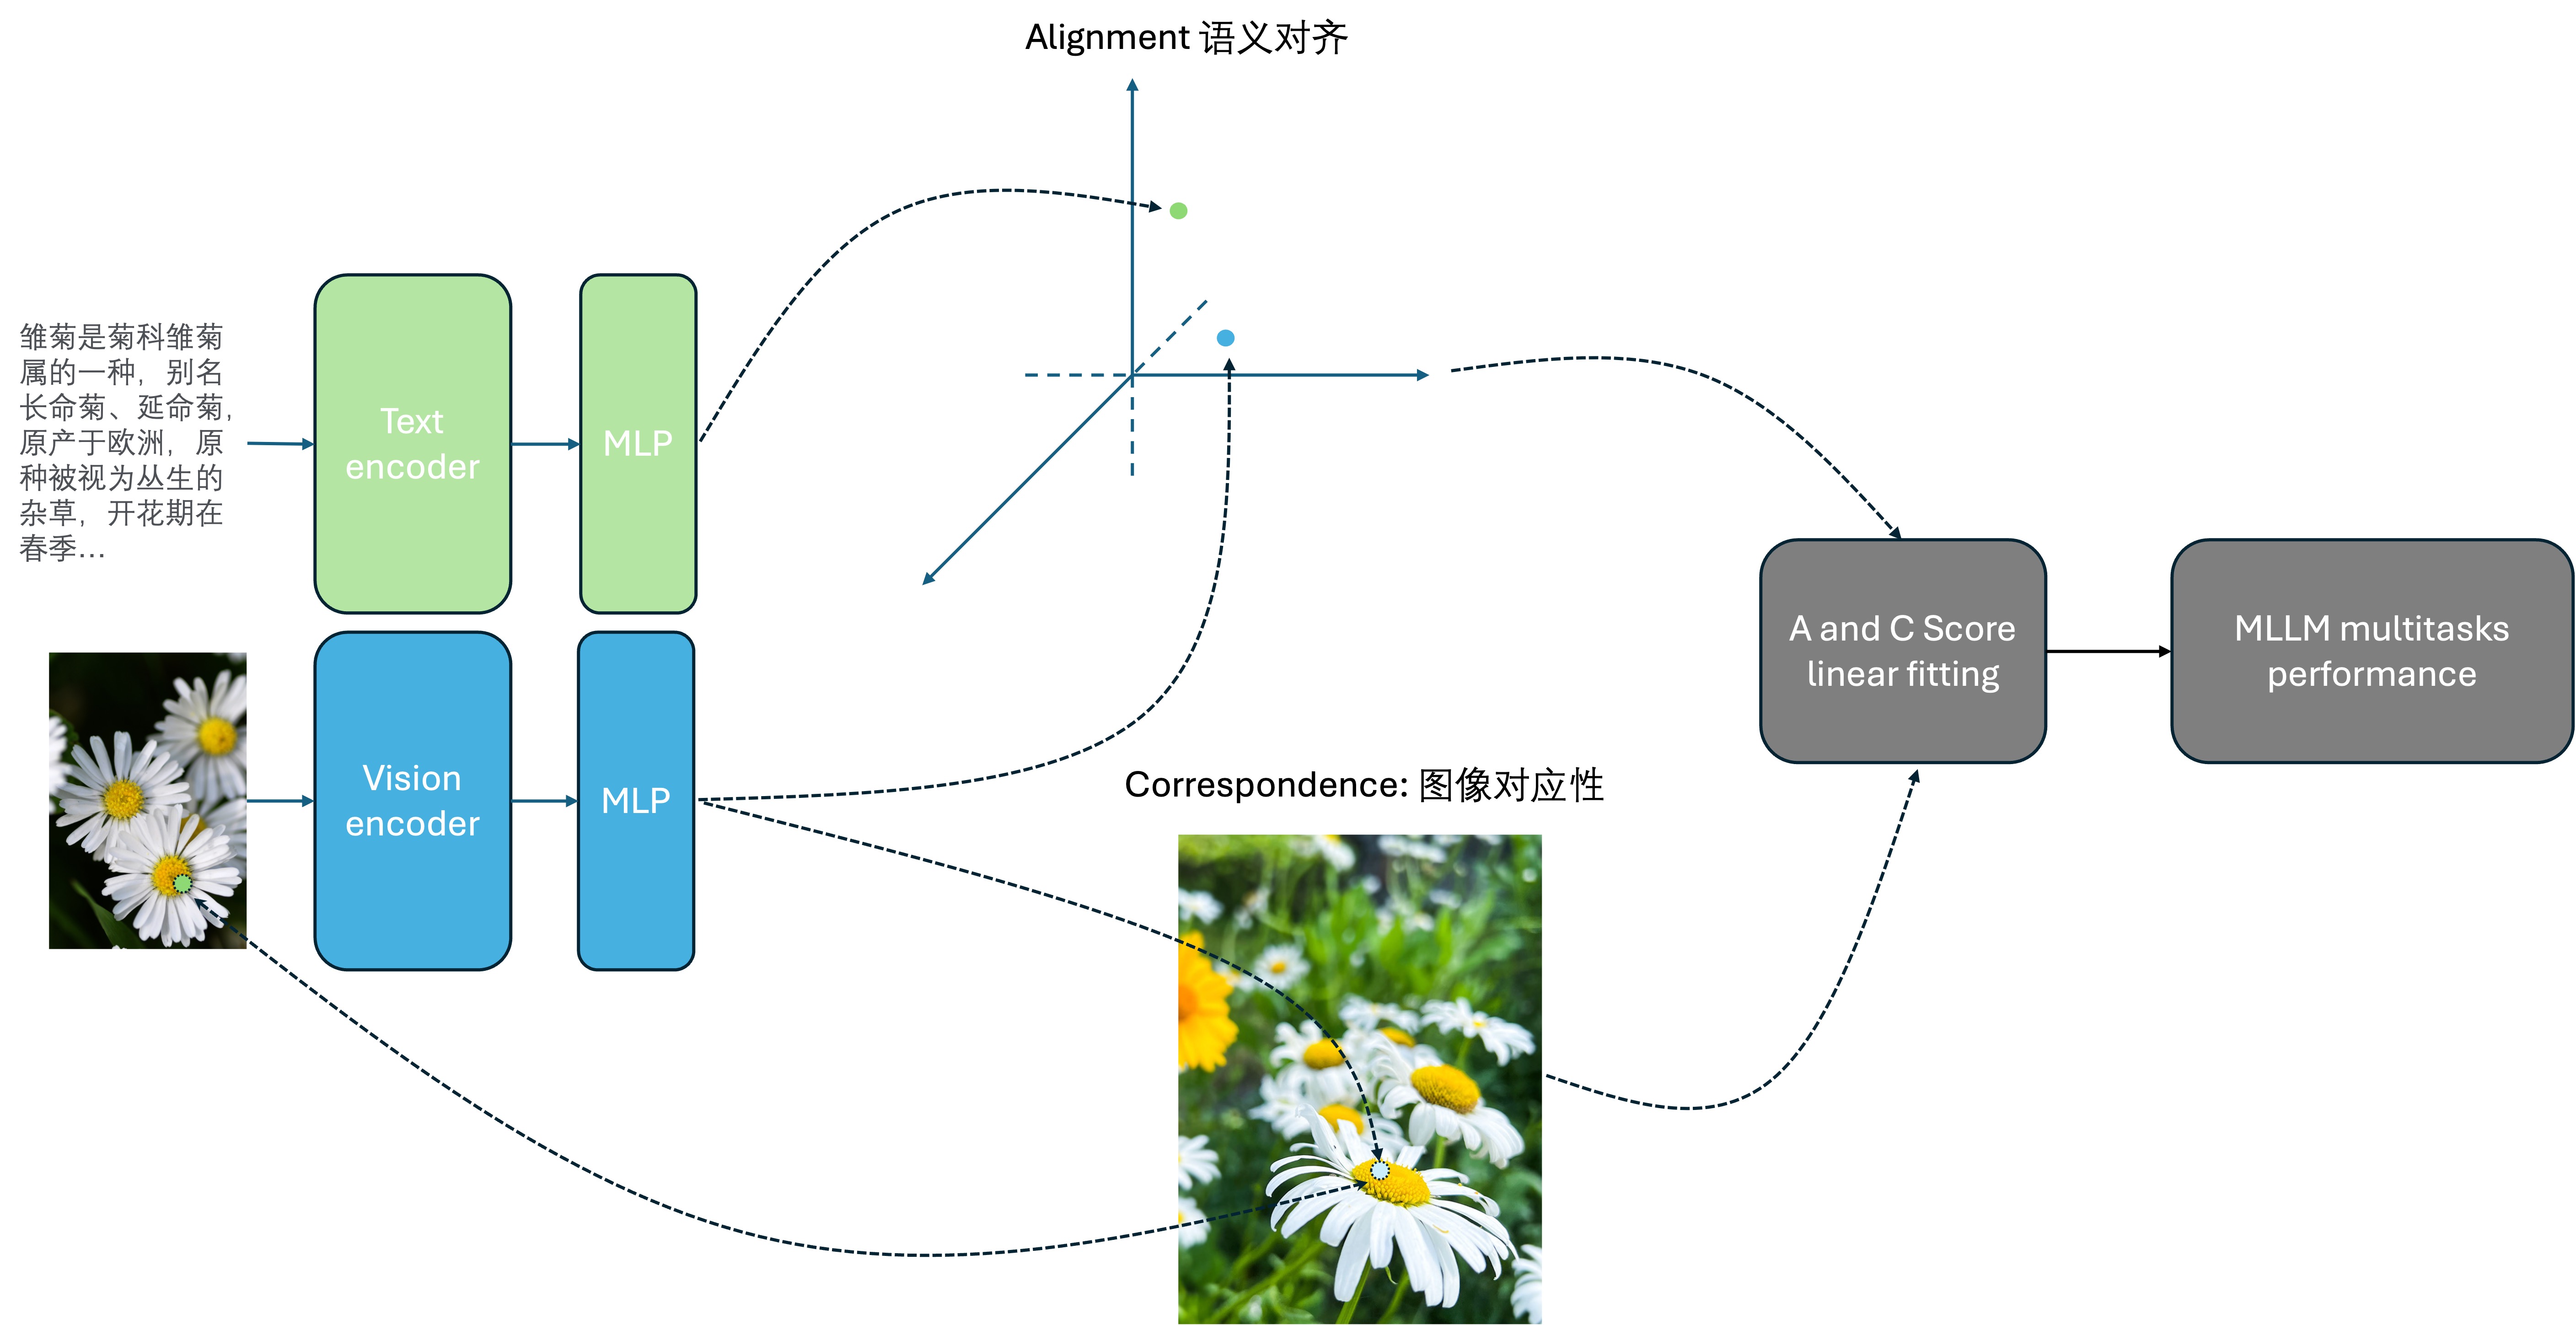 Alignment 语义对齐
雏菊是菊科雏菊
属的一种，别名
长命菊、延命菊，
原产于欧洲，原
种被视为丛生的
杂草，开花期在
春季…
Text
encoder
MLP
Vision
encoder
MLP
Correspondence: 图像对应性
A and C Score
linear fitting
MLLM multitasks
performance